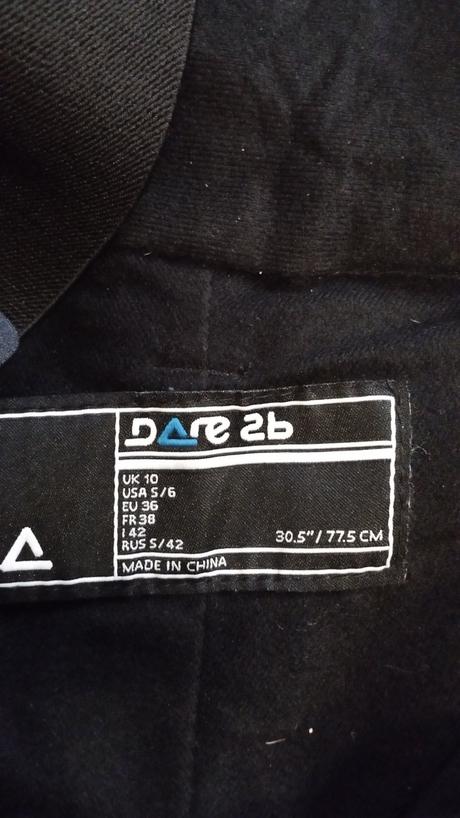 Dare 2b
UK 10
USA S/6
EU 36
FR 38
I 42
RUS S/42
30.5"/ 77.5 CM
MADE IN CHINA